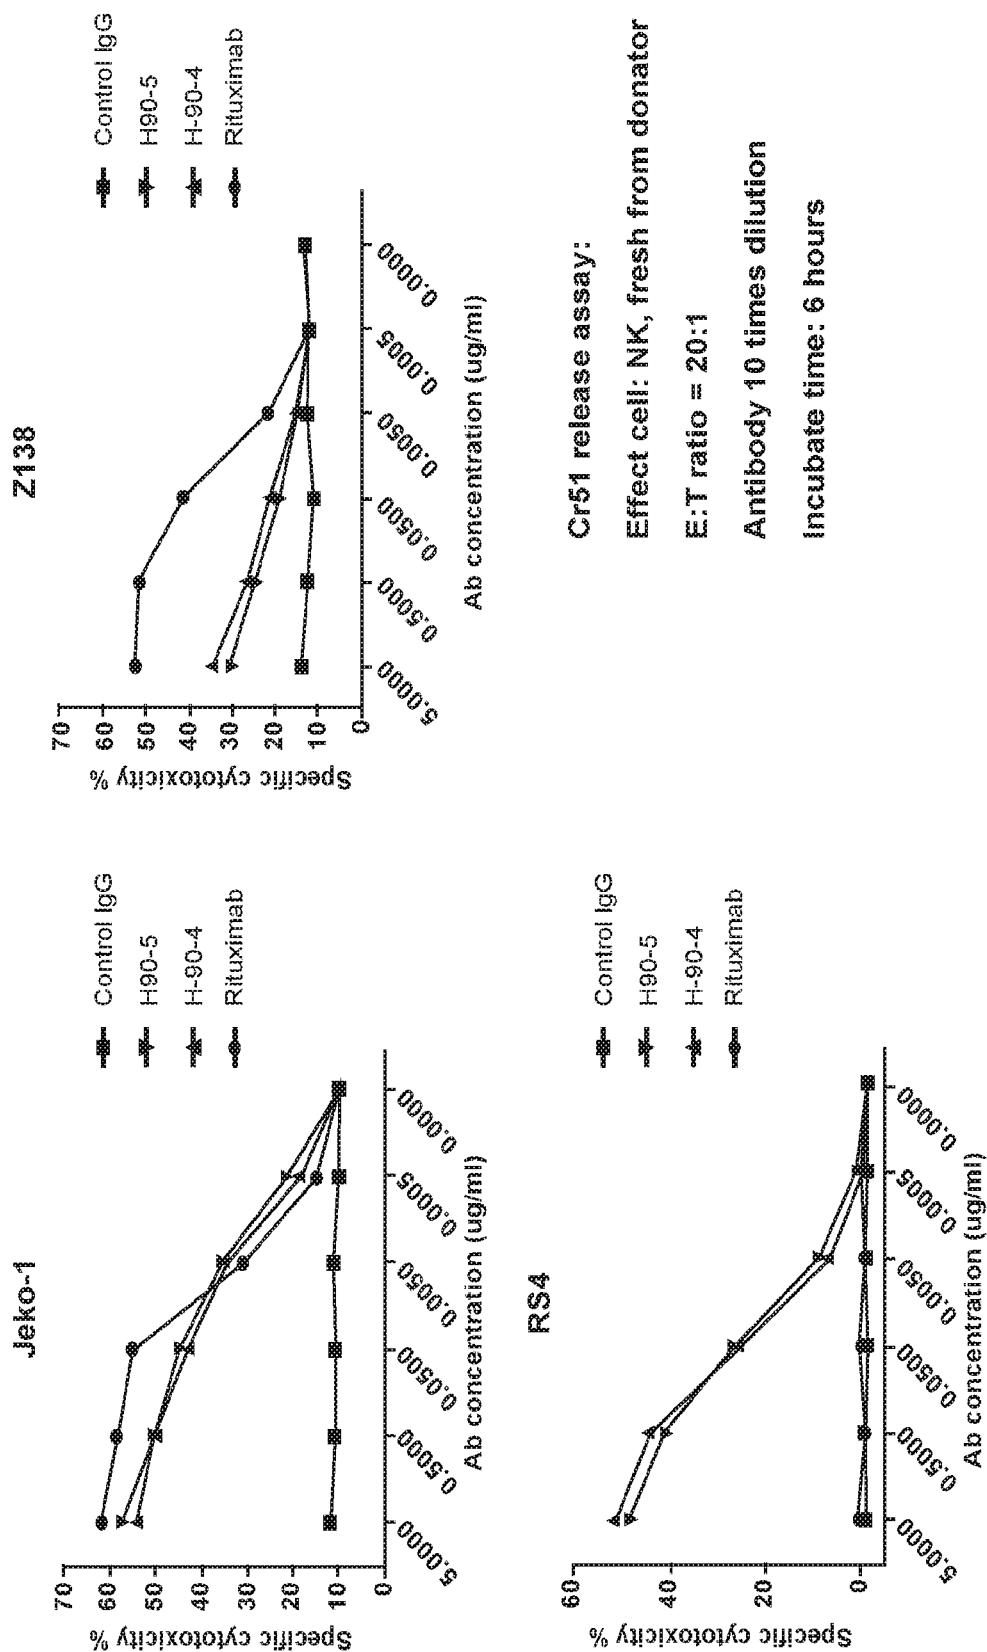 Jeko-1
Specific cytotoxicity %
70
60
50
40
30
20
10
0
5.0000
0.5000
0.0500
0.0050
0.0005
0.0000
Ab concentration (ug/ml)
Control IgG
H90-5
H-90-4
Rituximab
Z138
Specific cytotoxicity %
70
60
50
40
30
20
10
0
5.0000
0.5000
0.0500
0.0050
0.0005
0.0000
Ab concentration (ug/ml)
Control IgG
H90-5
H-90-4
Rituximab
RS4
Specific cytotoxicity %
60
40
20
0
5.0000
0.5000
0.0500
0.0050
0.0005
0.0000
Ab concentration (ug/ml)
Control IgG
H90-5
H-90-4
Rituximab
Cr51 release assay:
Effect cell: NK, fresh from donator
E:T ratio = 20:1
Antibody 10 times dilution
Incubate time: 6 hours